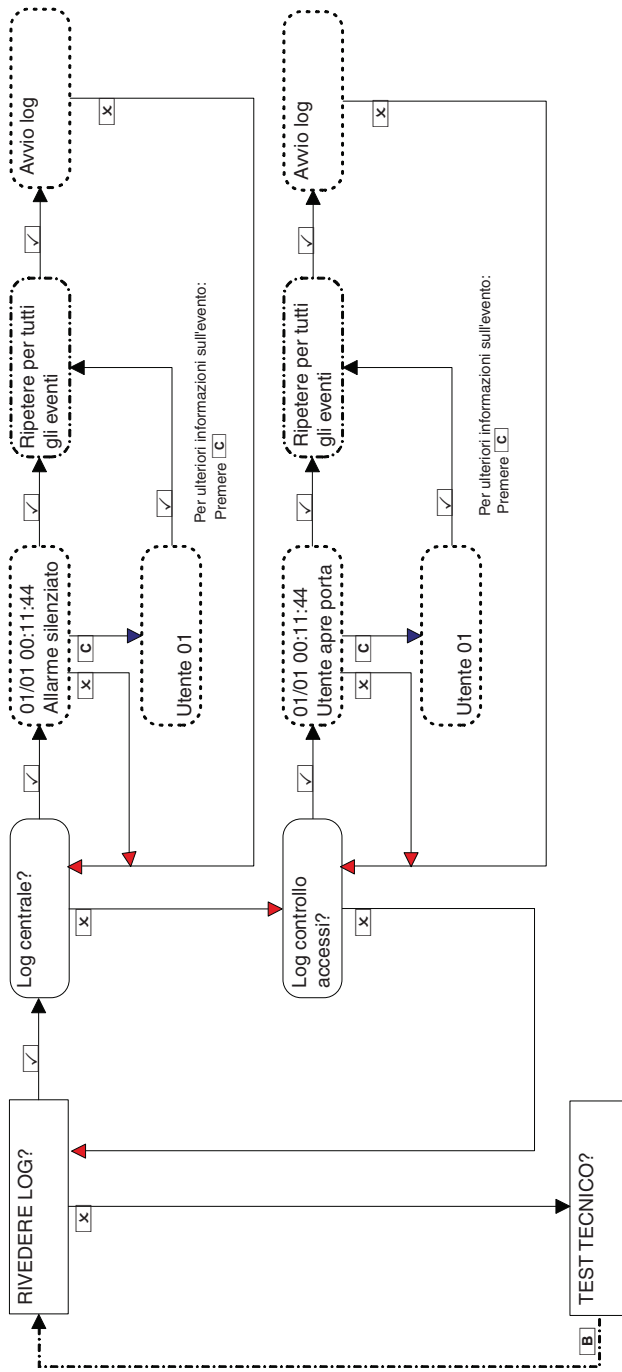 RIVEDERE LOG?
✓
Log centrale?
✓
01/01 00:11:44
Allarme silenziato
✓
Ripetere per tutti
gli eventi
✓
Avvio log
x
x
x
C
x
Utente 01
✓
Per ulteriori informazioni sull'evento:
Premere C
Log controllo
accessi?
✓
01/01 00:11:44
Utente apre porta
✓
Ripetere per tutti
gli eventi
✓
Avvio log
x
x
C
x
Utente 01
✓
Per ulteriori informazioni sull'evento:
Premere C
TEST TECNICO?
B